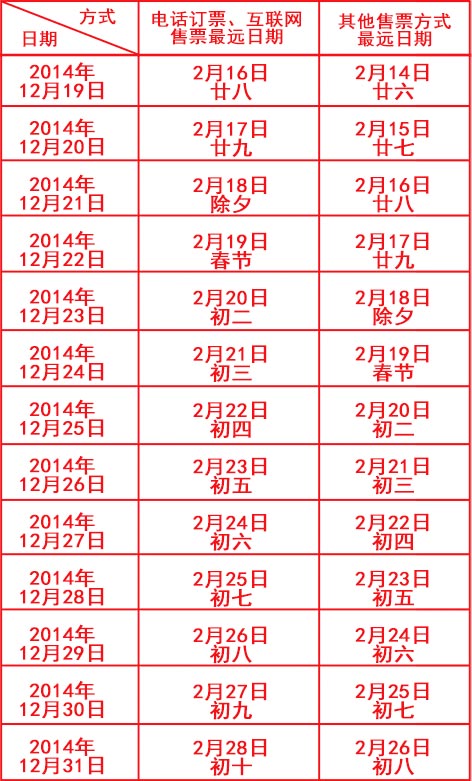 方式
日期
电话订票、互联网
售票最远日期
其他售票方式
最远日期
2014年
12月19日
2月16日
廿八
2月14日
廿六
2014年
12月20日
2月17日
廿九
2月15日
廿七
2014年
12月21日
2月18日
除夕
2月16日
廿八
2014年
12月22日
2月19日
春节
2月17日
廿九
2014年
12月23日
2月20日
初二
2月18日
除夕
2014年
12月24日
2月21日
初三
2月19日
春节
2014年
12月25日
2月22日
初四
2月20日
初二
2014年
12月26日
2月23日
初五
2月21日
初三
2014年
12月27日
2月24日
初六
2月22日
初四
2014年
12月28日
2月25日
初七
2月23日
初五
2014年
12月29日
2月26日
初八
2月24日
初六
2014年
12月30日
2月27日
初九
2月25日
初七
2014年
12月31日
2月28日
初十
2月26日
初八